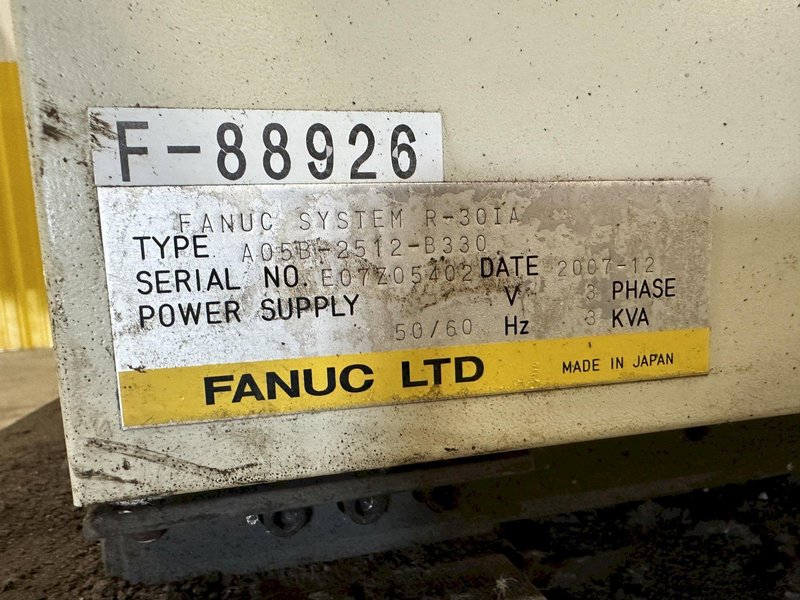 F-88926
FANUC SYSTEM R-30IA
TYPE A05B-2512-B330
SERIAL NO. E07Z05402 DATE 2007-12
POWER SUPPLY V 3 PHASE
50/60 Hz 3 KVA
FANUC LTD MADE IN JAPAN